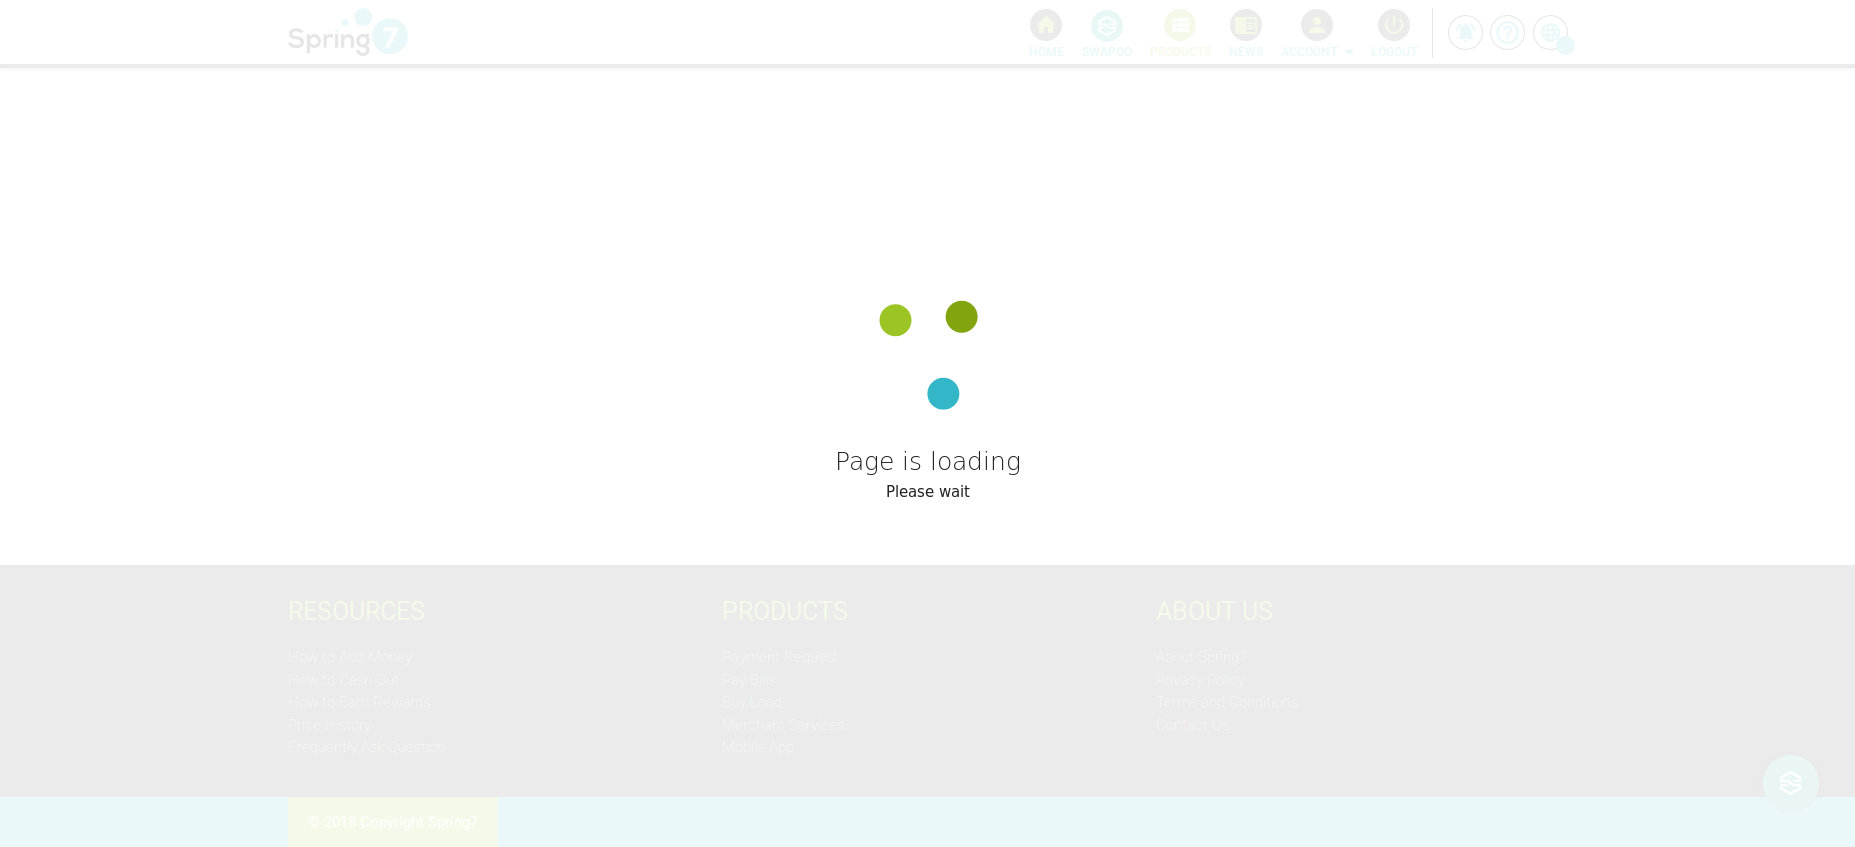 Spring 7
HOME
SWAPOO
PRODUCTS
NEWS
ACCOUNT
LOGOUT
Page is loading
Please wait
RESOURCES
How to Add Money
How to Cash Out
How to Earn Rewards
Price History
Frequently Ask Question
PRODUCTS
Payment Request
Pay Bills
Buy Load
Merchant Services
Mobile App
ABOUT US
About Spring7
Privacy Policy
Terms and Conditions
Contact Us
© 2018 Copyright Spring7